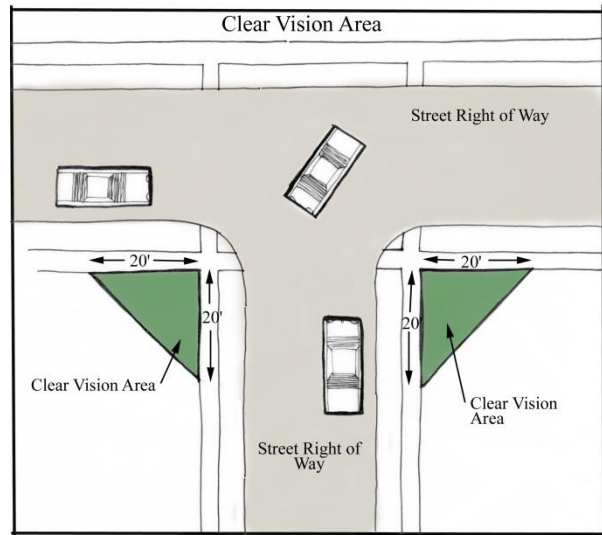 Clear Vision Area
Street Right of Way
20'
20'
20'
20'
Clear Vision Area
Clear Vision
Area
Street Right of
Way